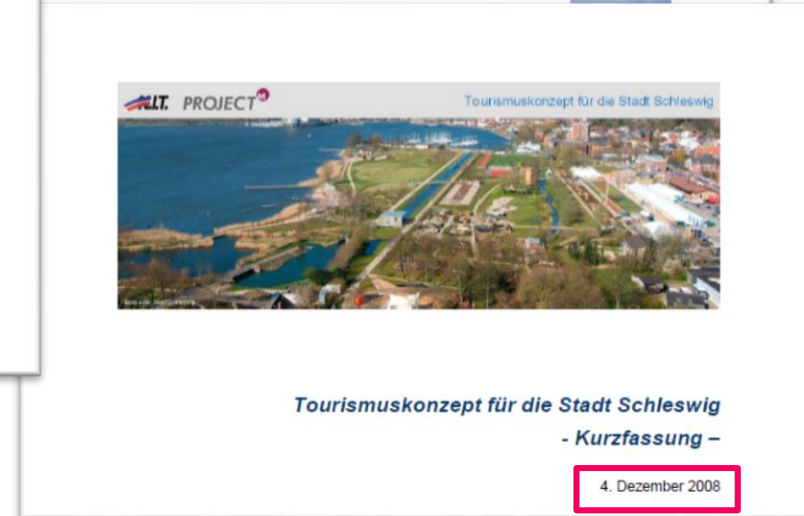 N.I.T. PROJECT M
Tourismuskonzept für die Stadt Schleswig
Tourismuskonzept für die Stadt Schleswig
- Kurzfassung –
4. Dezember 2008